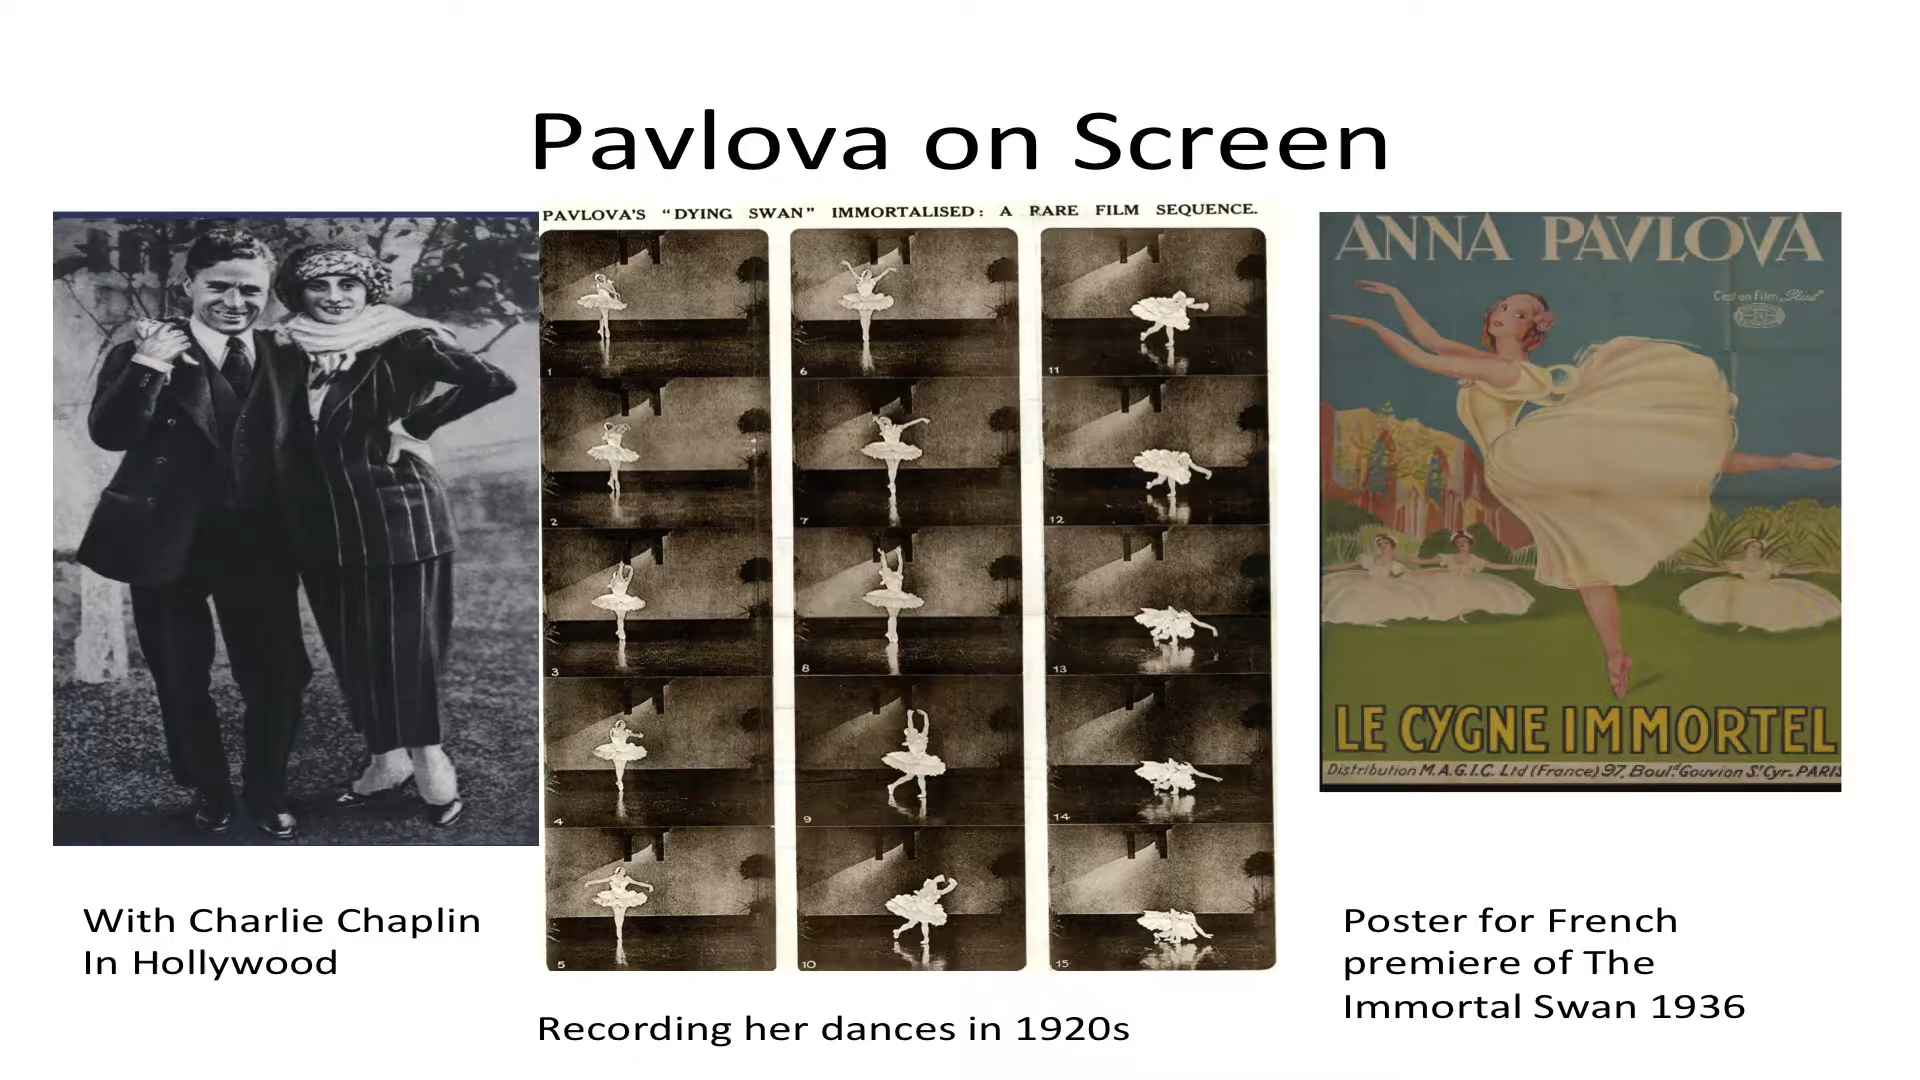 Pavlova on Screen
PAVLOVA'S "DYING SWAN" IMMORTALISED: A RARE FILM SEQUENCE.
1
6
11
2
7
12
3
8
13
4
9
14
5
10
15
ANNA PAVLOVA
C'est un Film
LE CYGNE IMMORTEL
Distribution M.A.G.I.C. Ltd (France) 97, Boul.d Gouvion St Cyr. PARIS
With Charlie Chaplin
In Hollywood
Recording her dances in 1920s
Poster for French
premiere of The
Immortal Swan 1936